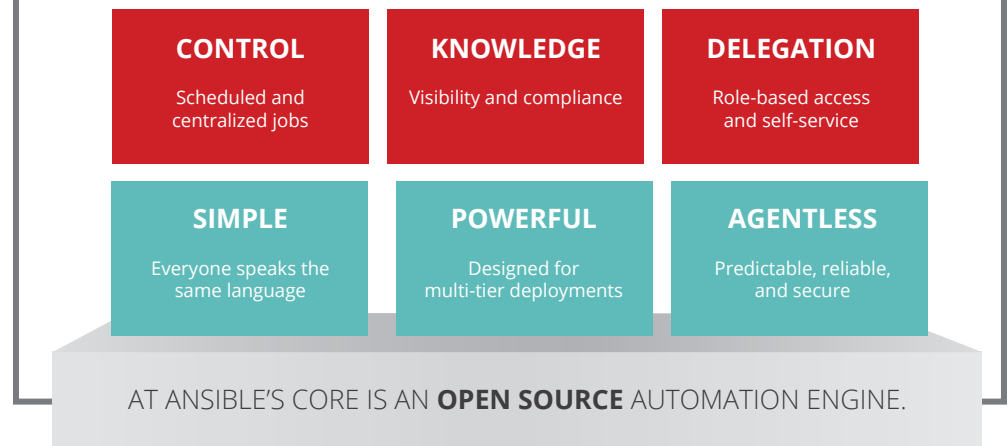 CONTROL
Scheduled and
centralized jobs
KNOWLEDGE
Visibility and compliance
DELEGATION
Role-based access
and self-service
SIMPLE
Everyone speaks the
same language
POWERFUL
Designed for
multi-tier deployments
AGENTLESS
Predictable, reliable,
and secure
AT ANSIBLE’S CORE IS AN OPEN SOURCE AUTOMATION ENGINE.